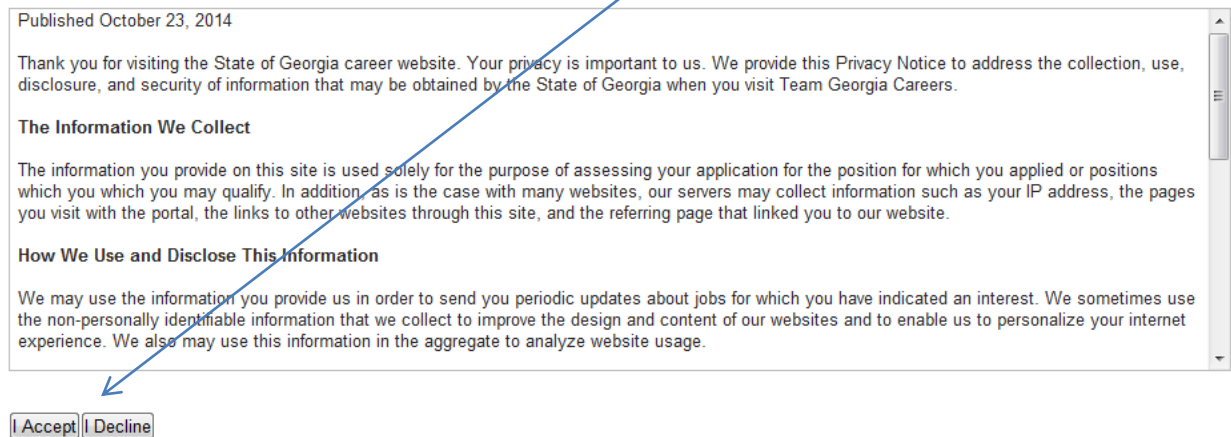 Published October 23, 2014
Thank you for visiting the State of Georgia career website. Your privacy is important to us. We provide this Privacy Notice to address the collection, use,
disclosure, and security of information that may be obtained by the State of Georgia when you visit Team Georgia Careers.
The Information We Collect
The information you provide on this site is used solely for the purpose of assessing your application for the position for which you applied or positions
which you which you may qualify. In addition, as is the case with many websites, our servers may collect information such as your IP address, the pages
you visit with the portal, the links to other websites through this site, and the referring page that linked you to our website.
How We Use and Disclose This Information
We may use the information you provide us in order to send you periodic updates about jobs for which you have indicated an interest. We sometimes use
the non-personally identifiable information that we collect to improve the design and content of our websites and to enable us to personalize your internet
experience. We also may use this information in the aggregate to analyze website usage.
I Accept I Decline